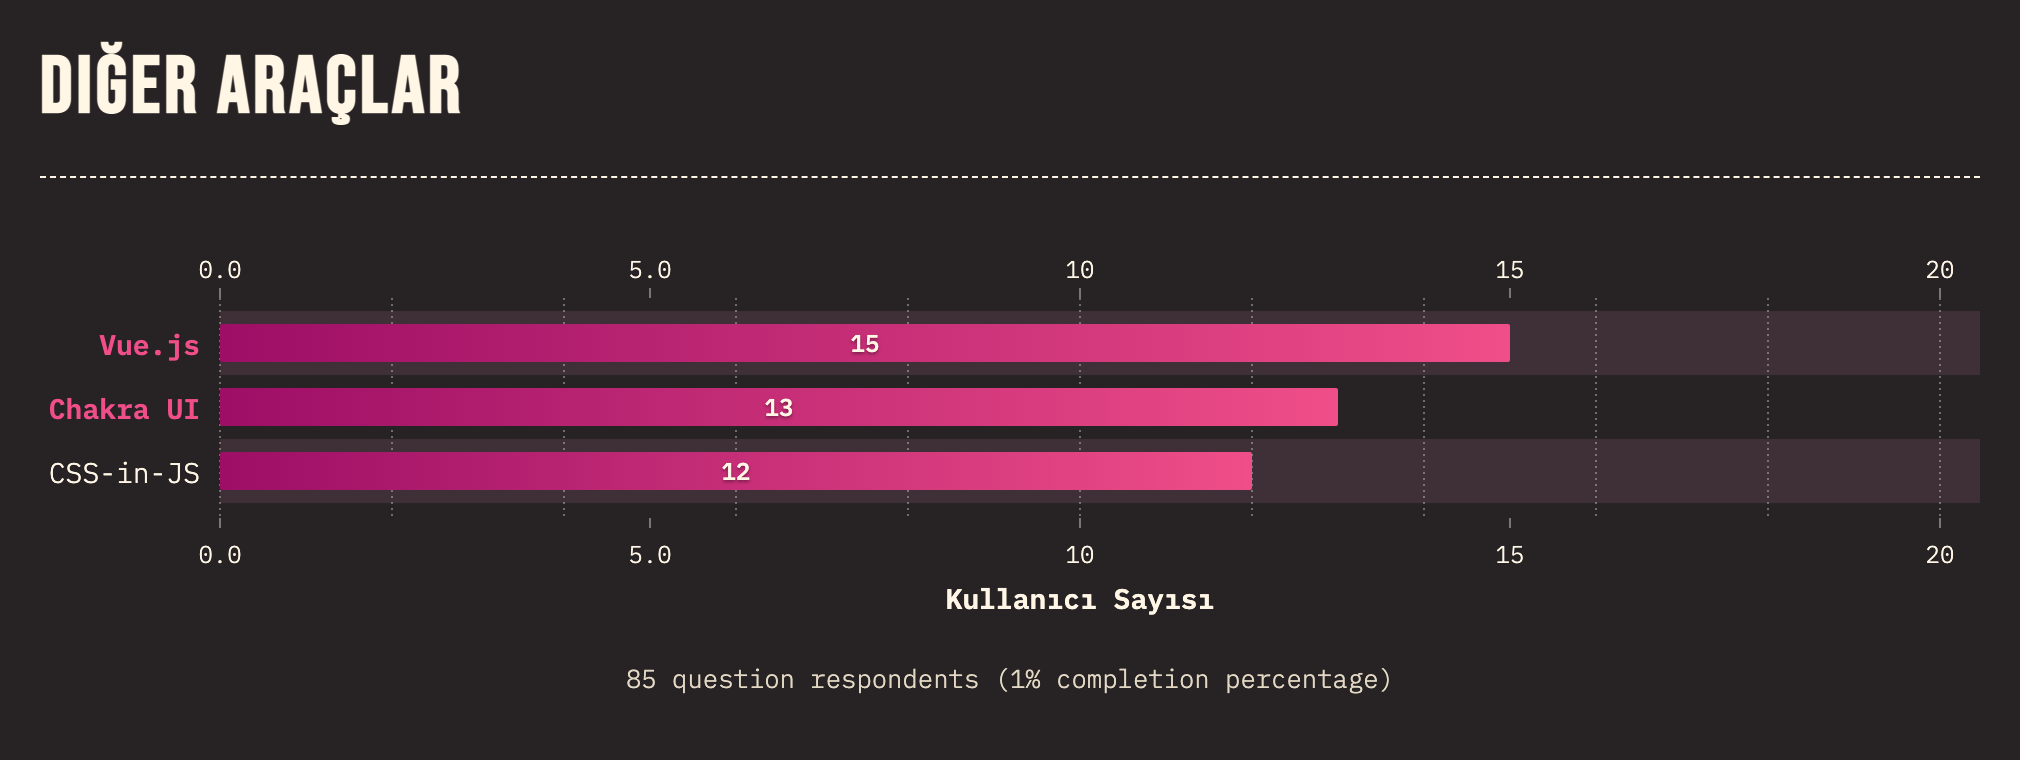 DIĞER ARAÇLAR
0.0 5.0 10 15 20
Vue.js 15
Chakra UI 13
CSS-in-JS 12
0.0 5.0 10 15 20
Kullanıcı Sayısı
85 question respondents (1% completion percentage)